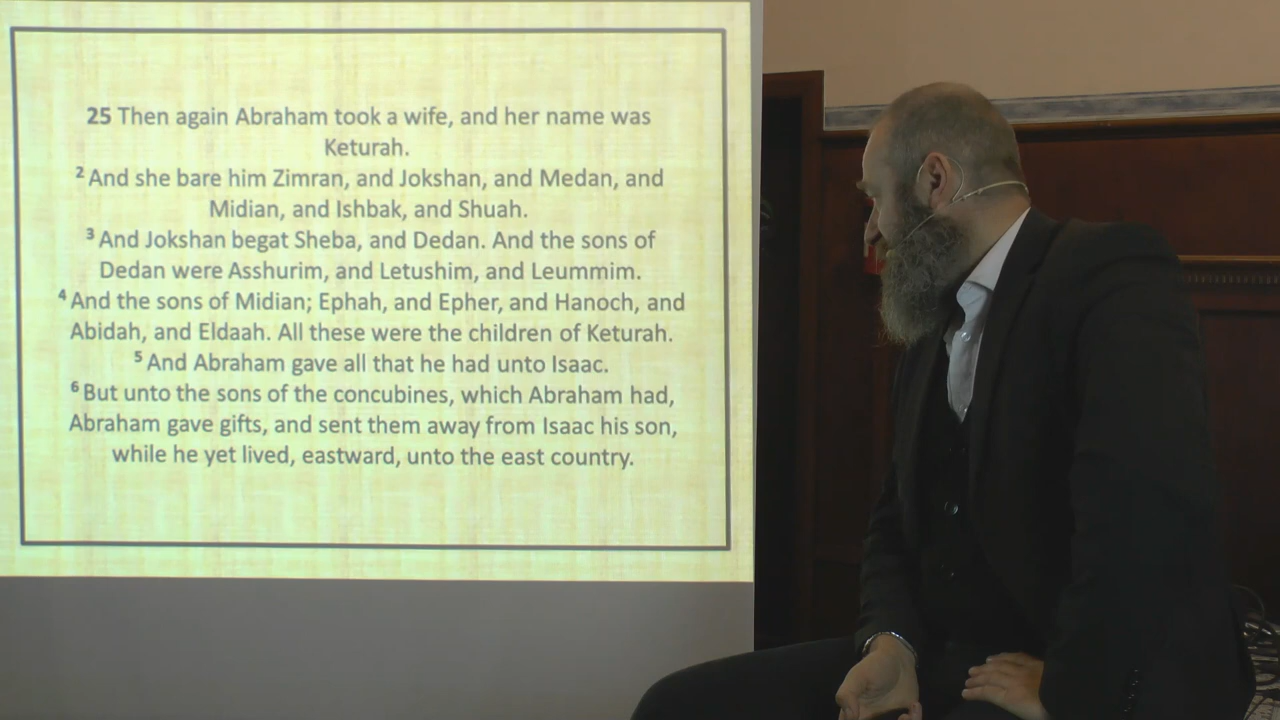 25 Then again Abraham took a wife, and her name was
Keturah.
2 And she bare him Zimran, and Jokshan, and Medan, and
Midian, and Ishbak, and Shuah.
3 And Jokshan begat Sheba, and Dedan. And the sons of
Dedan were Asshurim, and Letushim, and Leummim.
4 And the sons of Midian; Ephah, and Epher, and Hanoch, and
Abidah, and Eldaah. All these were the children of Keturah.
5 And Abraham gave all that he had unto Isaac.
6 But unto the sons of the concubines, which Abraham had,
Abraham gave gifts, and sent them away from Isaac his son,
while he yet lived, eastward, unto the east country.